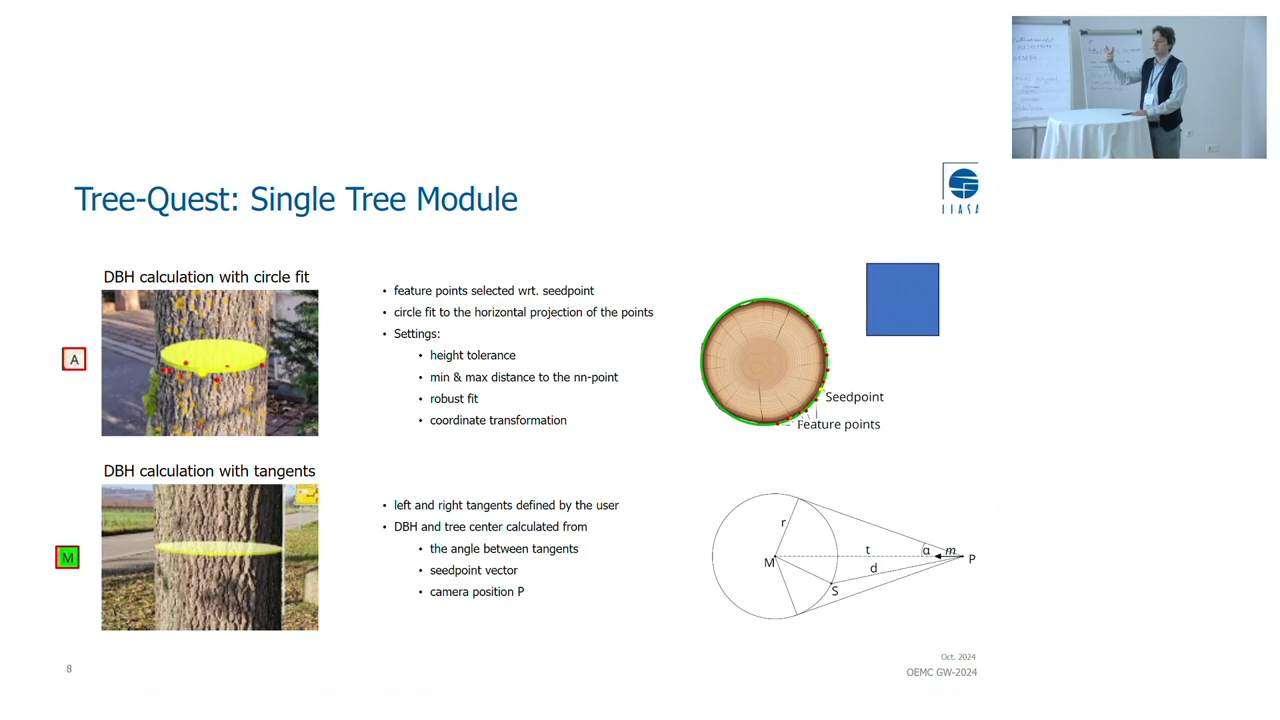 Tree-Quest: Single Tree Module
IIASA
DBH calculation with circle fit
A
• feature points selected wrt. seedpoint
• circle fit to the horizontal projection of the points
• Settings:
• height tolerance
• min & max distance to the nn-point
• robust fit
• coordinate transformation
Seedpoint
Feature points
DBH calculation with tangents
M
• left and right tangents defined by the user
• DBH and tree center calculated from
• the angle between tangents
• seedpoint vector
• camera position P
r
t
α
m
M
d
P
S
8
Oct. 2024
OEMC GW-2024